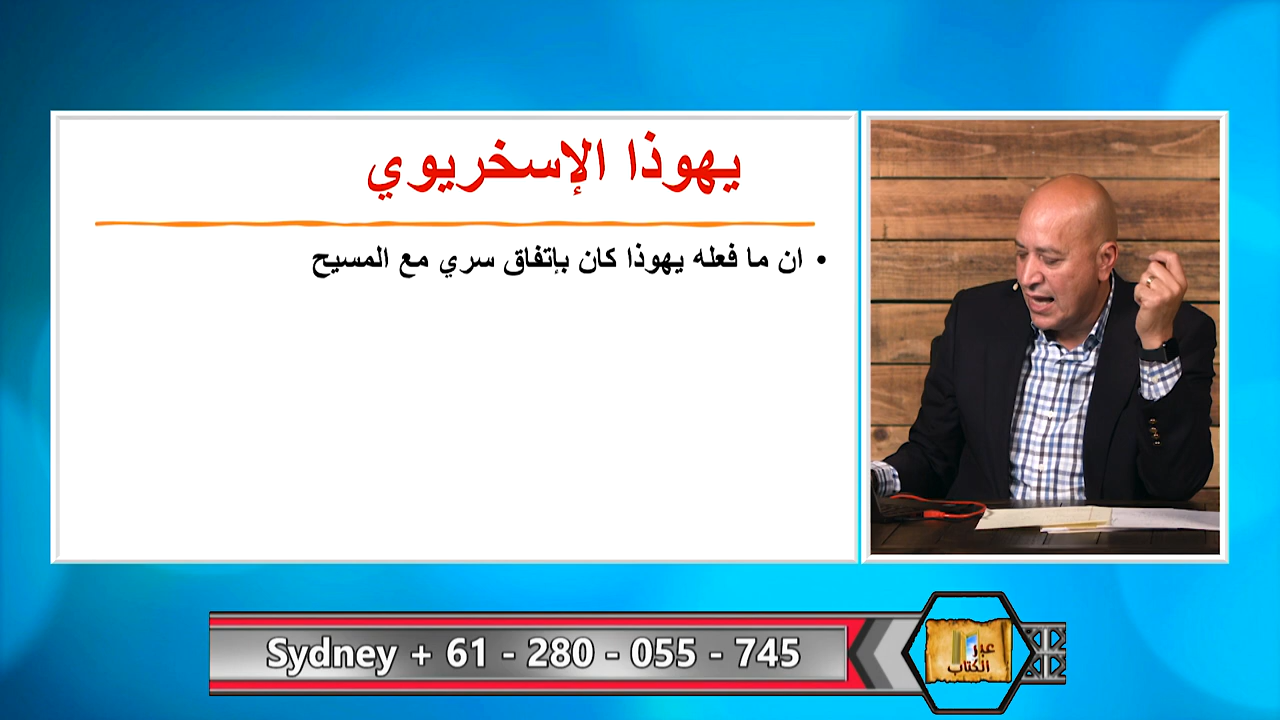 يهوذا الإسخريوي
• ان ما فعله يهوذا كان بإتفاق سري مع المسيح
Sydney + 61 - 280 - 055 - 745
عبر
الكتاب